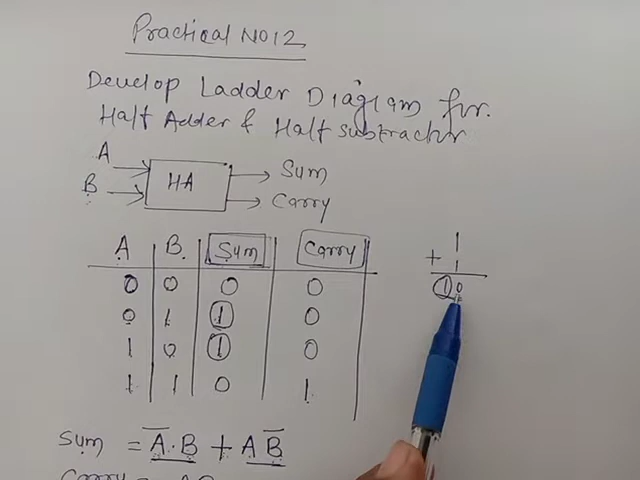 Practical No 12
Develop Ladder Diagram for.
Half Adder & Half subtractor
A
B
HA
Sum
Carry
A B Sum Carry
0 0 0 0
0 1 1 0
1 0 1 0
1 1 0 1
1
+ 1
10
Sum = A̅.B + A B̅
Carry =